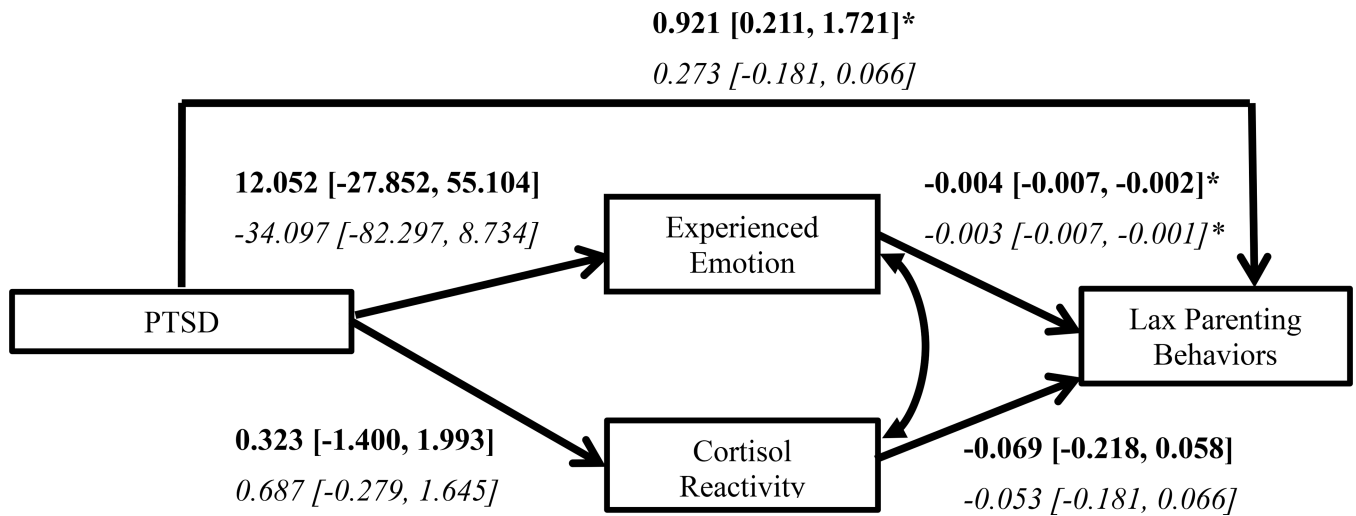 0.921 [0.211, 1.721]*
0.273 [-0.181, 0.066]
12.052 [-27.852, 55.104]
-34.097 [-82.297, 8.734]
-0.004 [-0.007, -0.002]*
-0.003 [-0.007, -0.001]*
Experienced
Emotion
PTSD
Lax Parenting
Behaviors
0.323 [-1.400, 1.993]
0.687 [-0.279, 1.645]
Cortisol
Reactivity
-0.069 [-0.218, 0.058]
-0.053 [-0.181, 0.066]